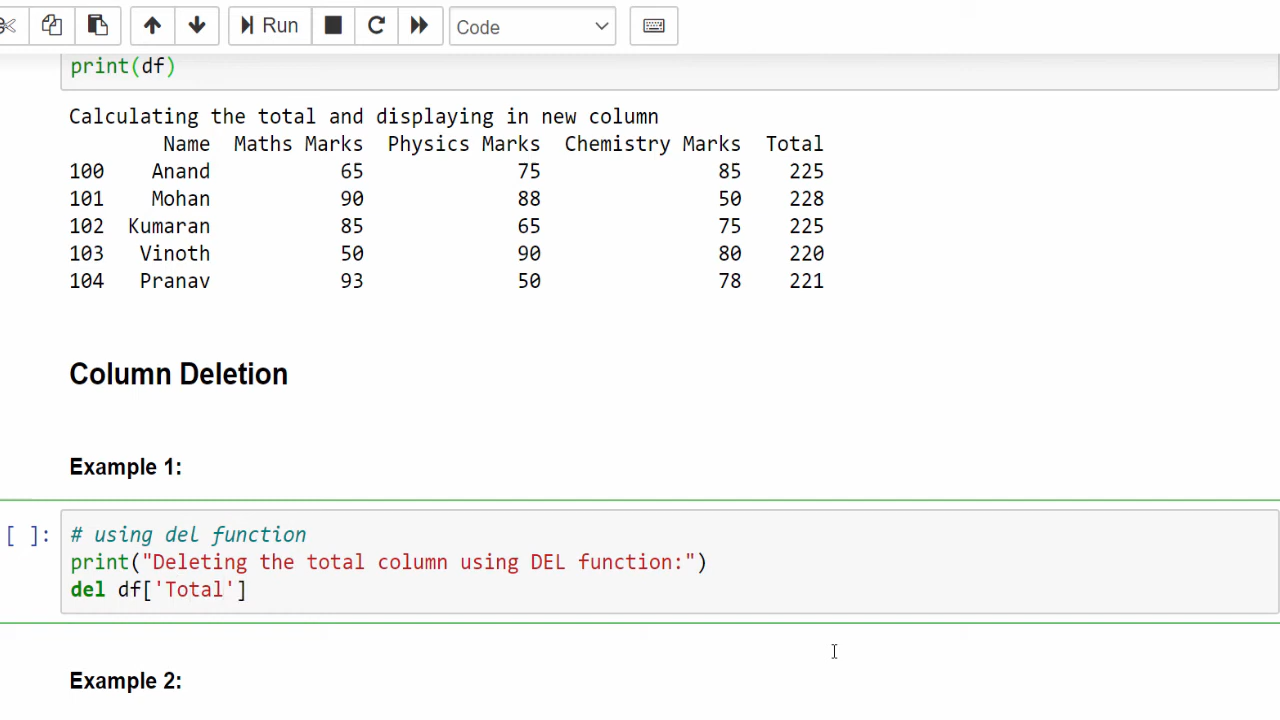 Run Code
print(df)
Calculating the total and displaying in new column
Name Maths Marks Physics Marks Chemistry Marks Total
100 Anand 65 75 85 225
101 Mohan 90 88 50 228
102 Kumaran 85 65 75 225
103 Vinoth 50 90 80 220
104 Pranav 93 50 78 221
Column Deletion
Example 1:
[ ]: # using del function
print("Deleting the total column using DEL function:")
del df['Total']
Example 2: